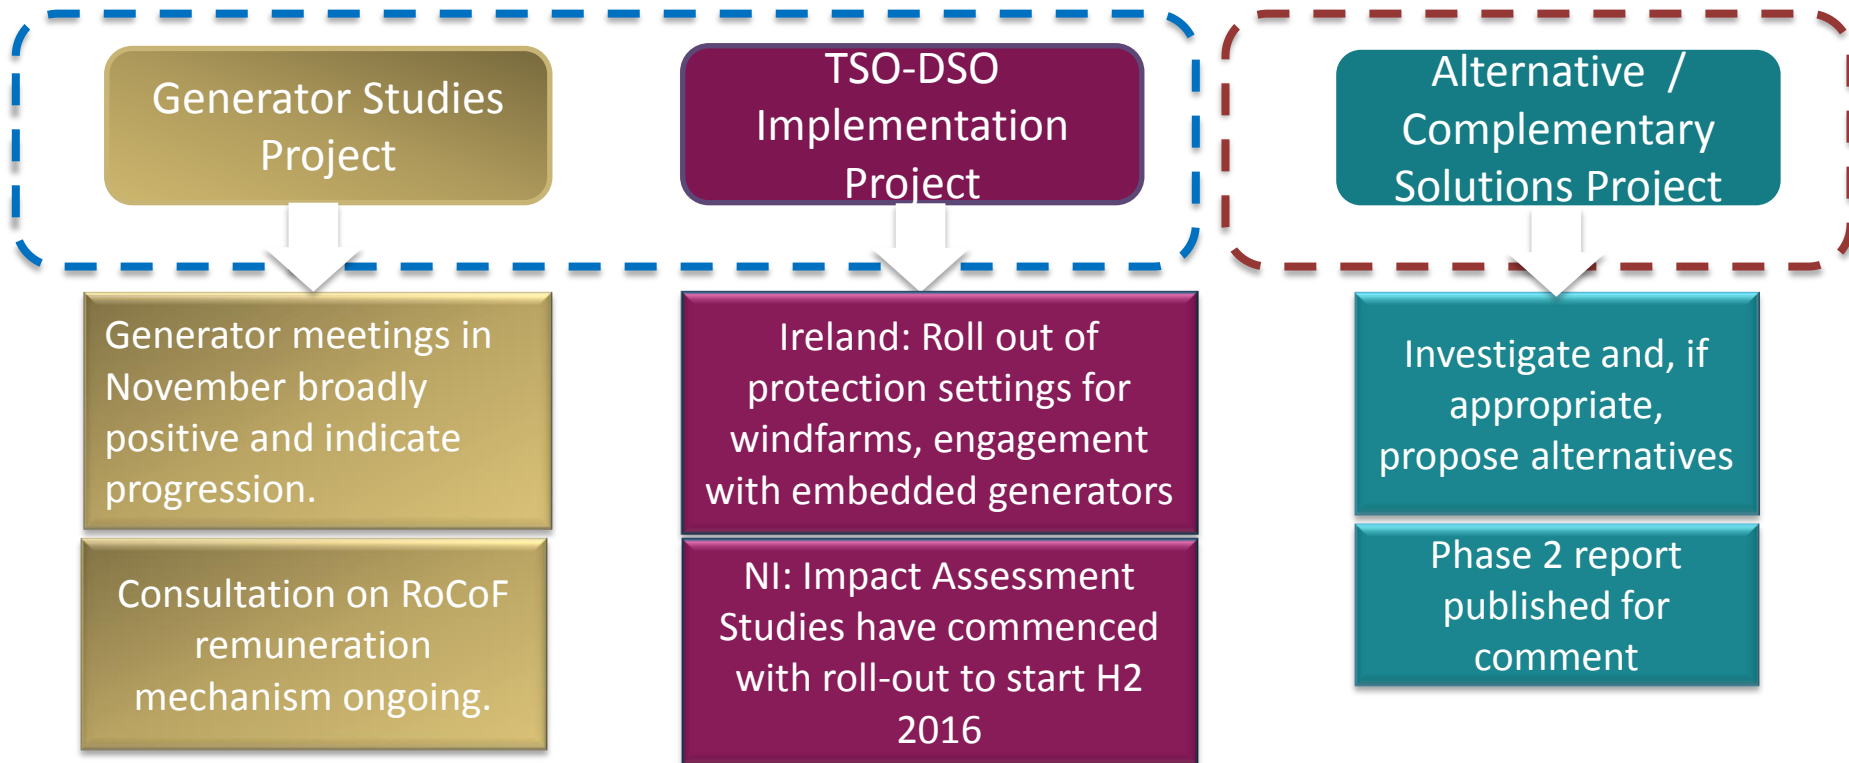 Generator Studies
Project
TSO-DSO
Implementation
Project
Alternative /
Complementary
Solutions Project
Generator meetings in
November broadly
positive and indicate
progression.
Consultation on RoCoF
remuneration
mechanism ongoing.
Ireland: Roll out of
protection settings for
windfarms, engagement
with embedded generators
NI: Impact Assessment
Studies have commenced
with roll-out to start H2
2016
Investigate and, if
appropriate,
propose alternatives
Phase 2 report
published for
comment